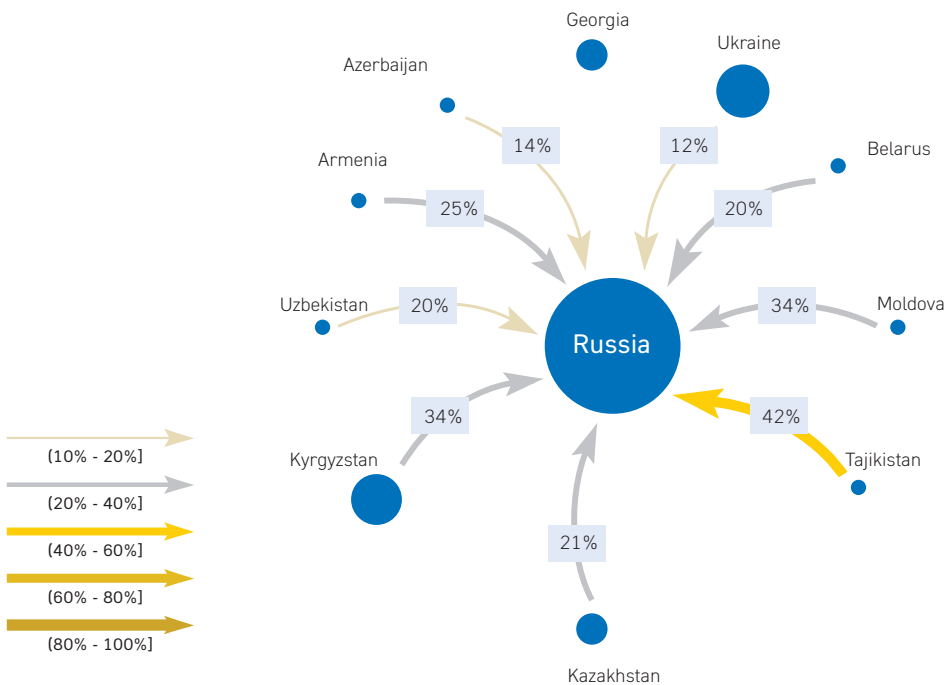 Georgia
Ukraine
Azerbaijan
14%
12%
Belarus
Armenia
25%
20%
Uzbekistan
20%
34%
Moldova
Russia
34%
42%
Kyrgyzstan
Tajikistan
21%
Kazakhstan
(10% - 20%]
(20% - 40%]
(40% - 60%]
(60% - 80%]
(80% - 100%]